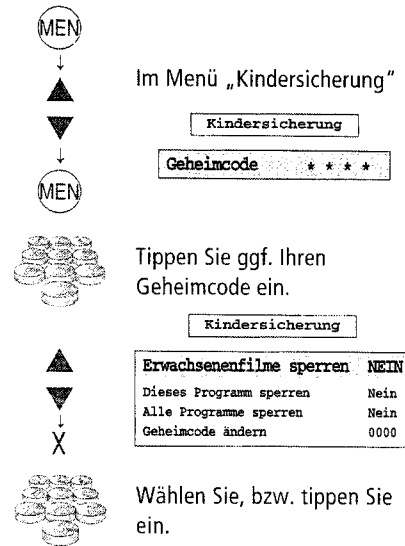 MEN
Im Menü „Kindersicherung"
Kindersicherung
Geheimcode * * * *
MEN
Tippen Sie ggf. Ihren
Geheimcode ein.
Kindersicherung
Erwachsenenfilme sperren NEIN
Dieses Programm sperren Nein
Alle Programme sperren Nein
Geheimcode ändern 0000
X
Wählen Sie, bzw. tippen Sie
ein.